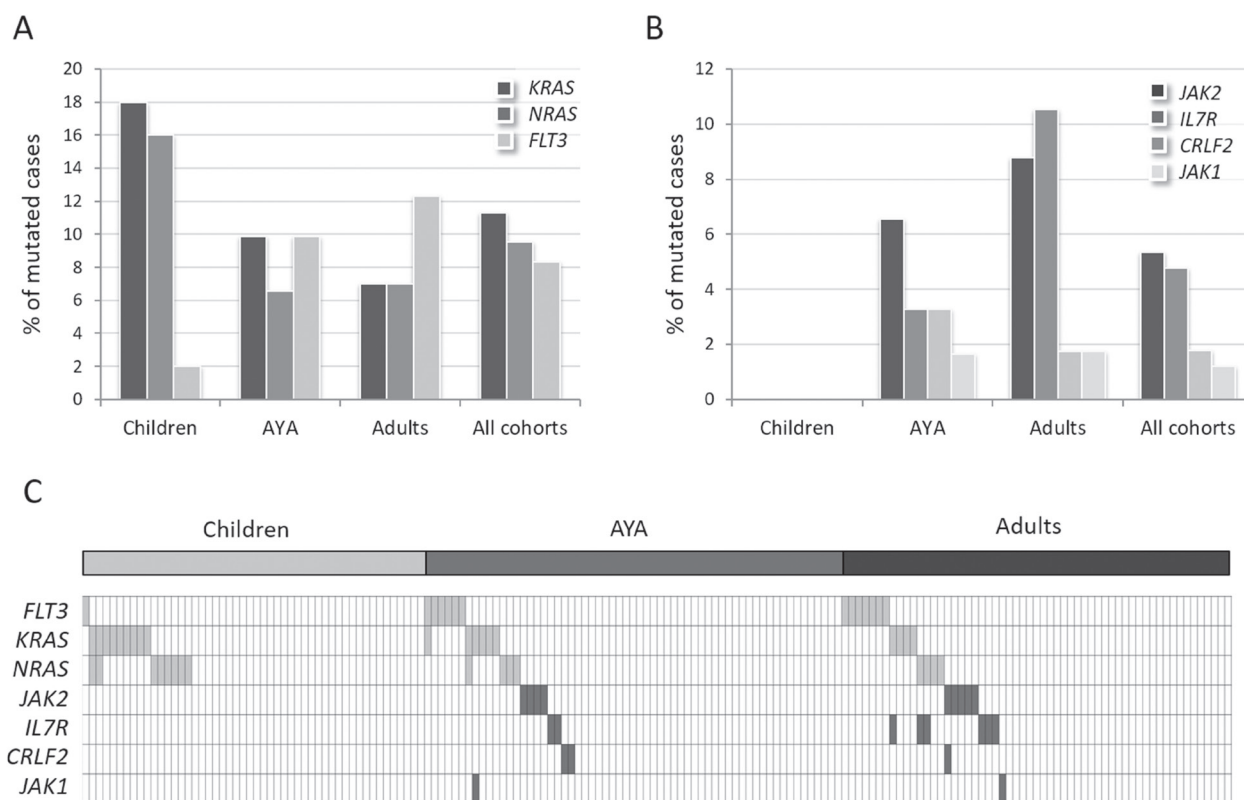 A
B
% of mutated cases
20
18
16
14
12
10
8
6
4
2
0
KRAS
NRAS
FLT3
Children
AYA
Adults
All cohorts
% of mutated cases
12
10
8
6
4
2
0
JAK2
IL7R
CRLF2
JAK1
Children
AYA
Adults
All cohorts
C
Children
AYA
Adults
FLT3
KRAS
NRAS
JAK2
IL7R
CRLF2
JAK1